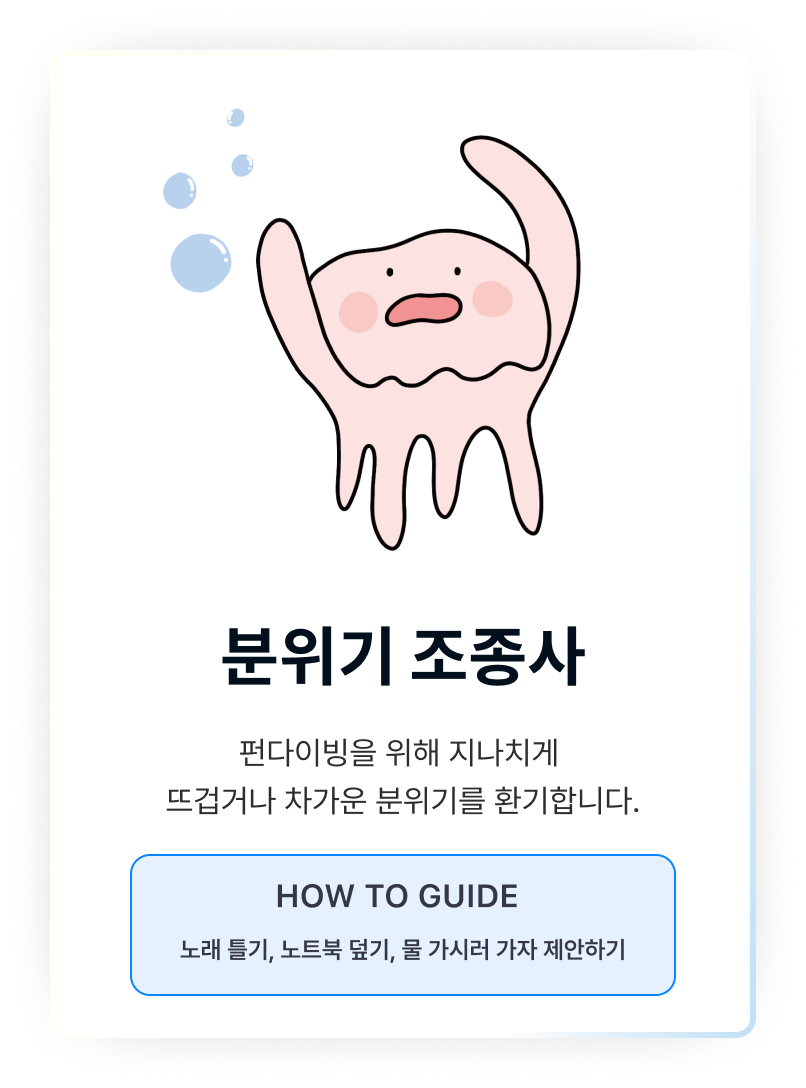 분위기 조종사
펀다이빙을 위해 지나치게
뜨겁거나 차가운 분위기를 환기합니다.
HOW TO GUIDE
노래 틀기, 노트북 덮기, 물 가시러 가자 제안하기